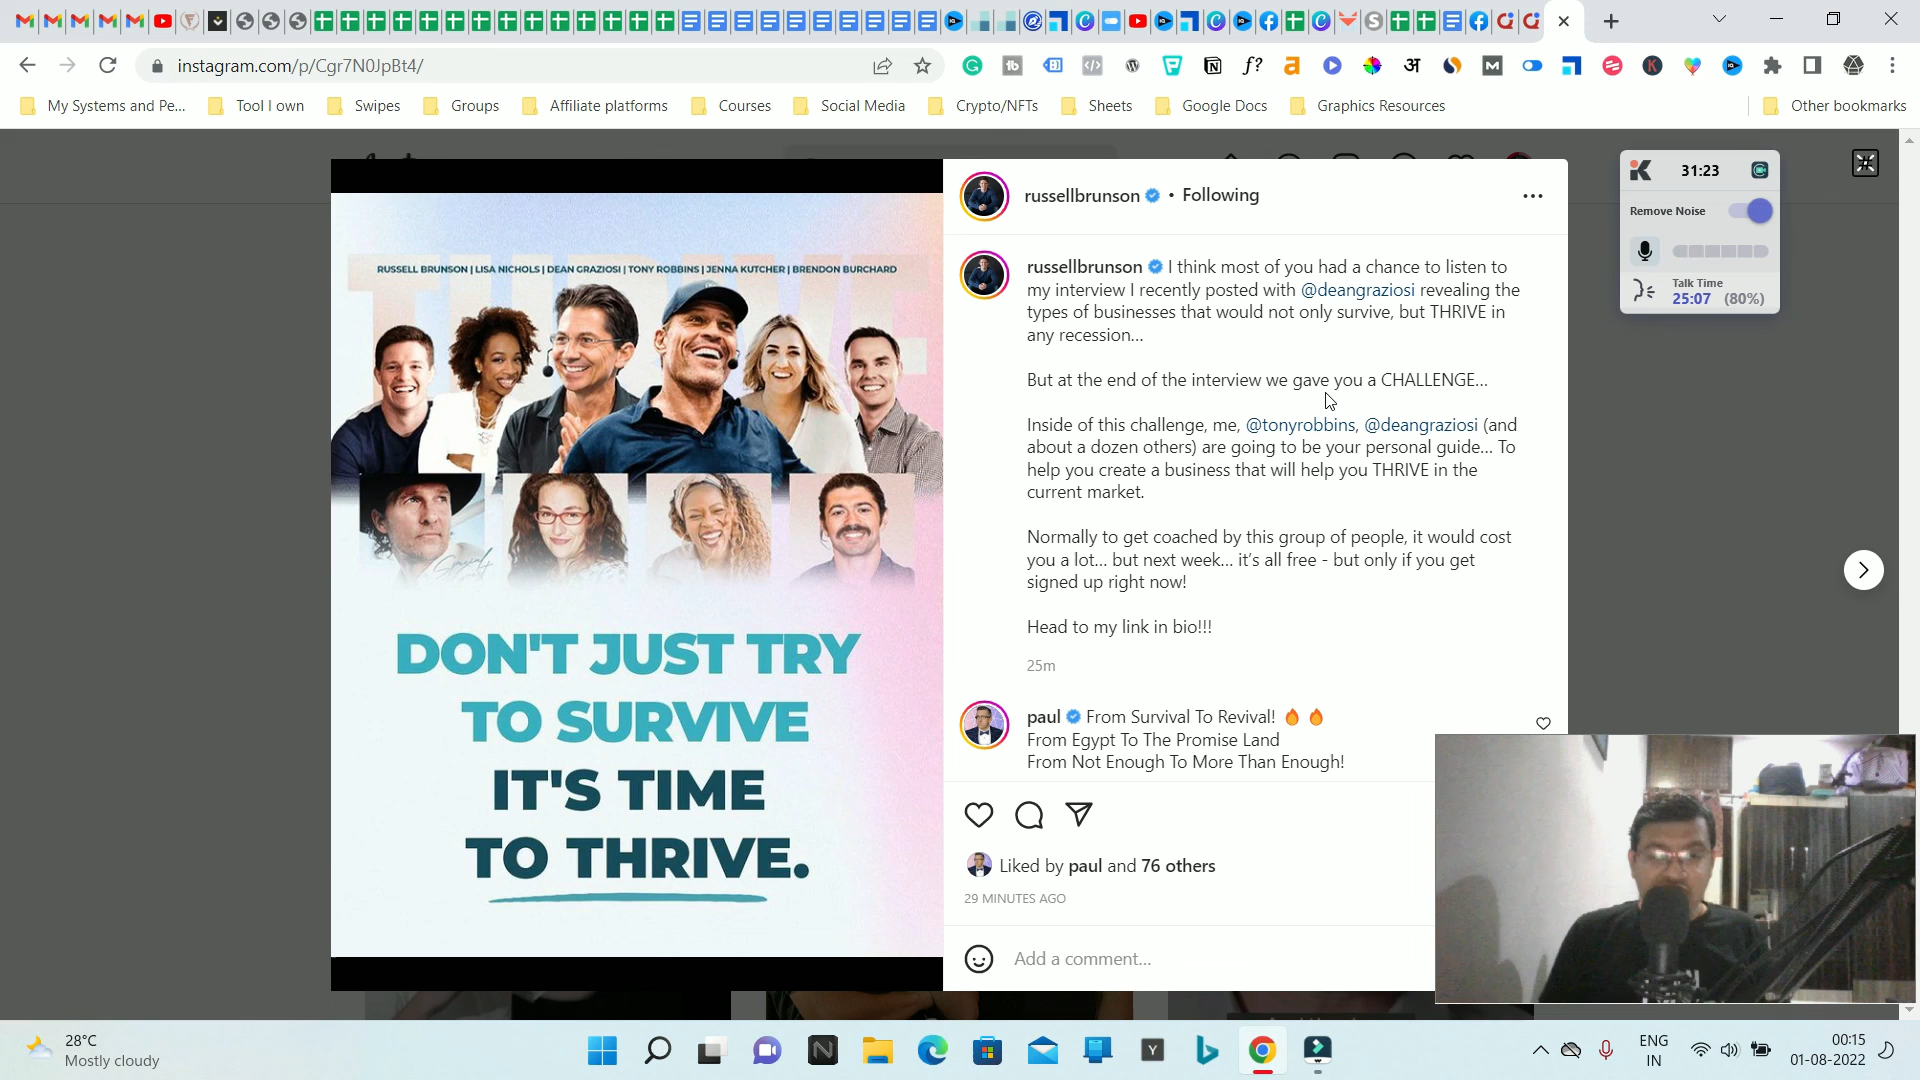 instagram.com/p/Cgr7N0JpBt4/
My Systems and Pe...
Tool I own
Swipes
Groups
Affiliate platforms
Courses
Social Media
Crypto/NFTs
Sheets
Google Docs
Graphics Resources
Other bookmarks
THRIVE
RUSSELL BRUNSON | LISA NICHOLS | DEAN GRAZIOSI | TONY ROBBINS | JENNA KUTCHER | BRENDON BURCHARD
DON'T JUST TRY
TO SURVIVE
IT'S TIME
TO THRIVE.
russellbrunson • Following
russellbrunson I think most of you had a chance to listen to
my interview I recently posted with @deangraziosi revealing the
types of businesses that would not only survive, but THRIVE in
any recession...
But at the end of the interview we gave you a CHALLENGE...
Inside of this challenge, me, @tonyrobbins, @deangraziosi (and
about a dozen others) are going to be your personal guide... To
help you create a business that will help you THRIVE in the
current market.
Normally to get coached by this group of people, it would cost
you a lot... but next week... it's all free - but only if you get
signed up right now!
Head to my link in bio!!!
25m
paul From Survival To Revival! 🔥 🔥
From Egypt To The Promise Land
From Not Enough To More Than Enough!
Liked by paul and 76 others
29 MINUTES AGO
Add a comment...
31:23
Remove Noise
Talk Time
25:07 (80%)
28°C
Mostly cloudy
ENG
IN
00:15
01-08-2022